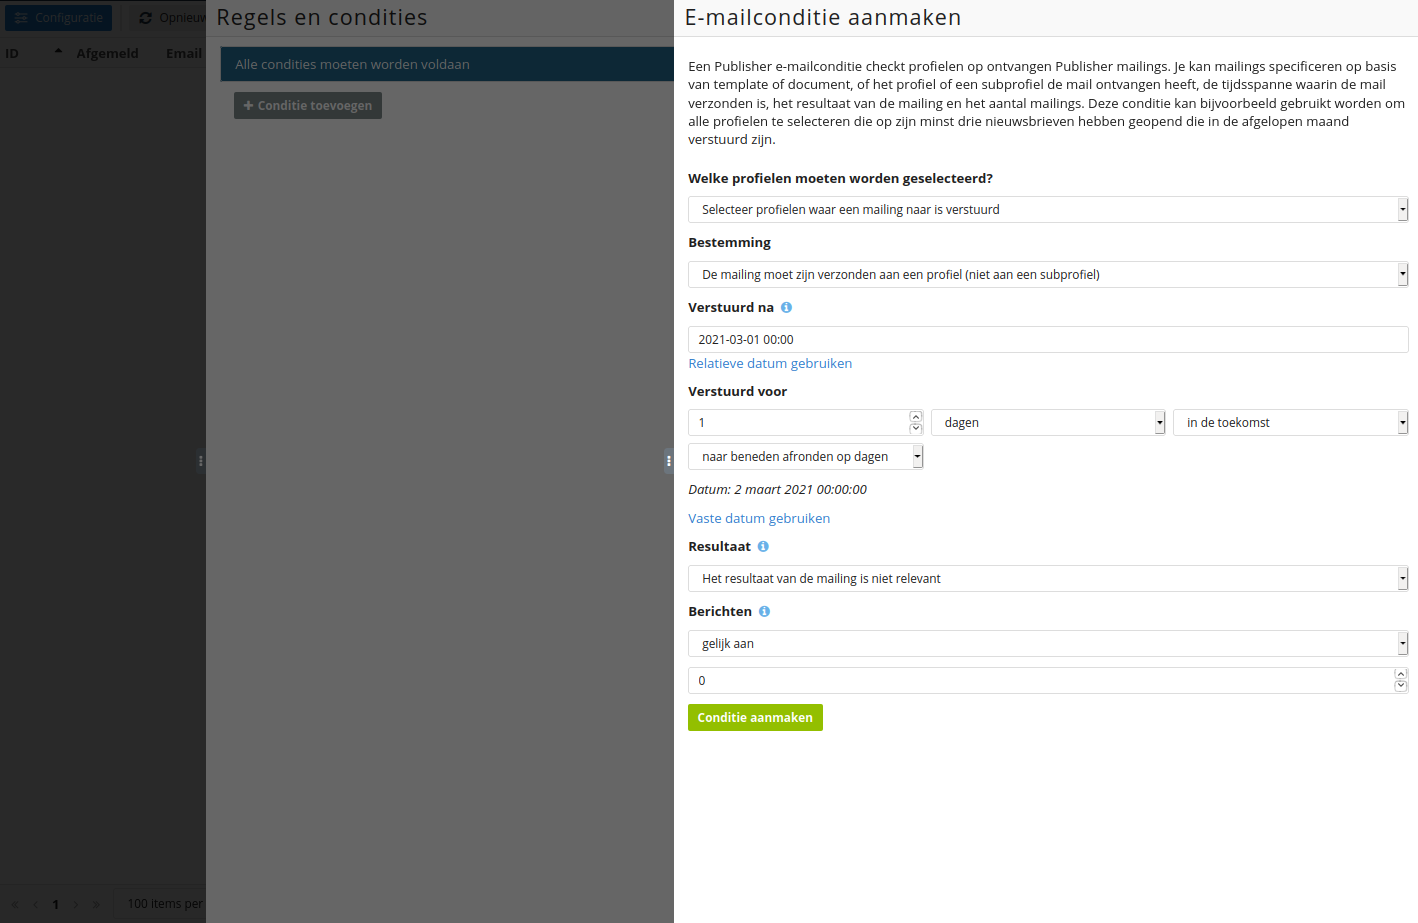 Configuratie
Opnieuw
ID
Afgemeld
Email
1
100 items per
Regels en condities
Alle condities moeten worden voldaan
Conditie toevoegen
E-mailconditie aanmaken
Een Publisher e-mailconditie checkt profielen op ontvangen Publisher mailings. Je kan mailings specificeren op basis
van template of document, of het profiel of een subprofiel de mail ontvangen heeft, de tijdsspanne waarin de mail
verzonden is, het resultaat van de mailing en het aantal mailings. Deze conditie kan bijvoorbeeld gebruikt worden om
alle profielen te selecteren die op zijn minst drie nieuwsbrieven hebben geopend die in de afgelopen maand
verstuurd zijn.
Welke profielen moeten worden geselecteerd?
Selecteer profielen waar een mailing naar is verstuurd
Bestemming
De mailing moet zijn verzonden aan een profiel (niet aan een subprofiel)
Verstuurd na
2021-03-01 00:00
Relatieve datum gebruiken
Verstuurd voor
1 dagen in de toekomst
naar beneden afronden op dagen
Datum: 2 maart 2021 00:00:00
Vaste datum gebruiken
Resultaat
Het resultaat van de mailing is niet relevant
Berichten
gelijk aan
0
Conditie aanmaken